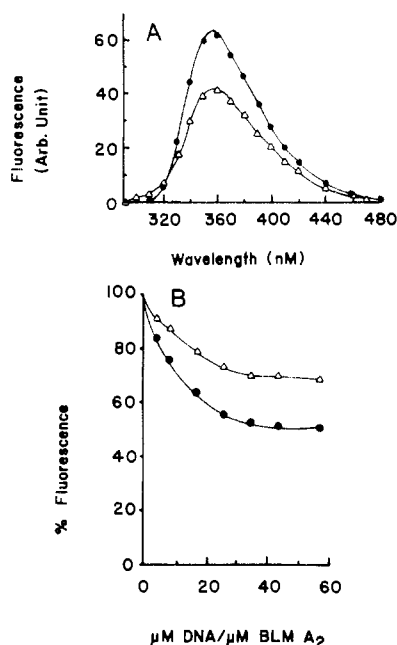 A
Fluorescence
(Arb. Unit)
60
40
20
0
320
360
400
440
480
Wavelength (nM)
B
% Fluorescence
100
80
60
40
20
0
0
20
40
60
µM DNA/µM BLM A2